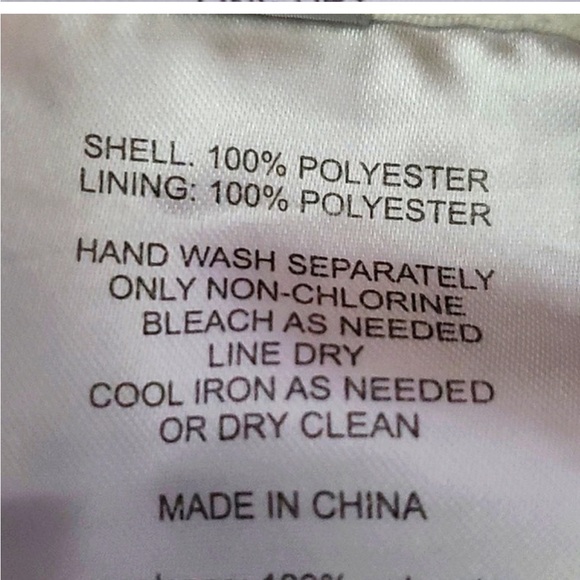 SHELL. 100% POLYESTER
LINING: 100% POLYESTER
HAND WASH SEPARATELY
ONLY NON-CHLORINE
BLEACH AS NEEDED
LINE DRY
COOL IRON AS NEEDED
OR DRY CLEAN
MADE IN CHINA